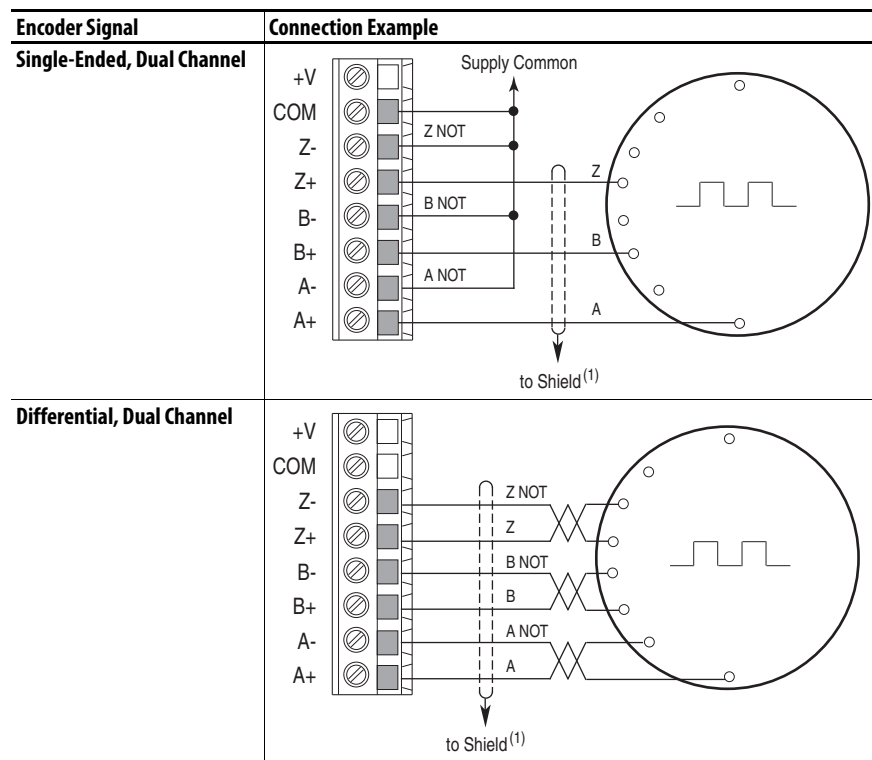 Encoder Signal
Connection Example
Single-Ended, Dual Channel
Supply Common
+V
COM
Z NOT
Z-
Z
Z+
B NOT
B-
B
B+
A NOT
A-
A
A+
to Shield(1)
Differential, Dual Channel
+V
COM
Z NOT
Z-
Z
Z+
B NOT
B-
B
B+
A NOT
A-
A
A+
to Shield(1)